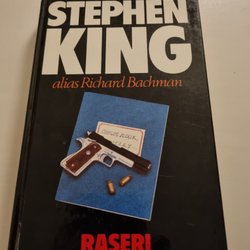 STEPHEN
KING
alias Richard Bachman
RASERI